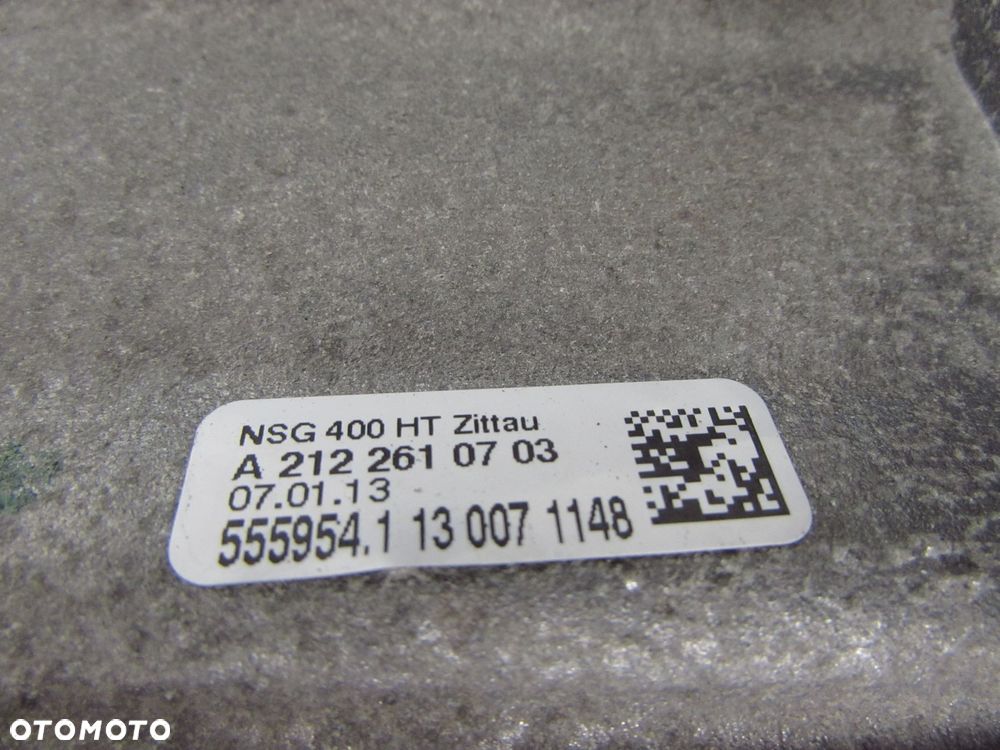 NSG 400 HT Zittau
A 212 261 07 03
07.01.13
555954.1 13 007 1148
OTOMOTO